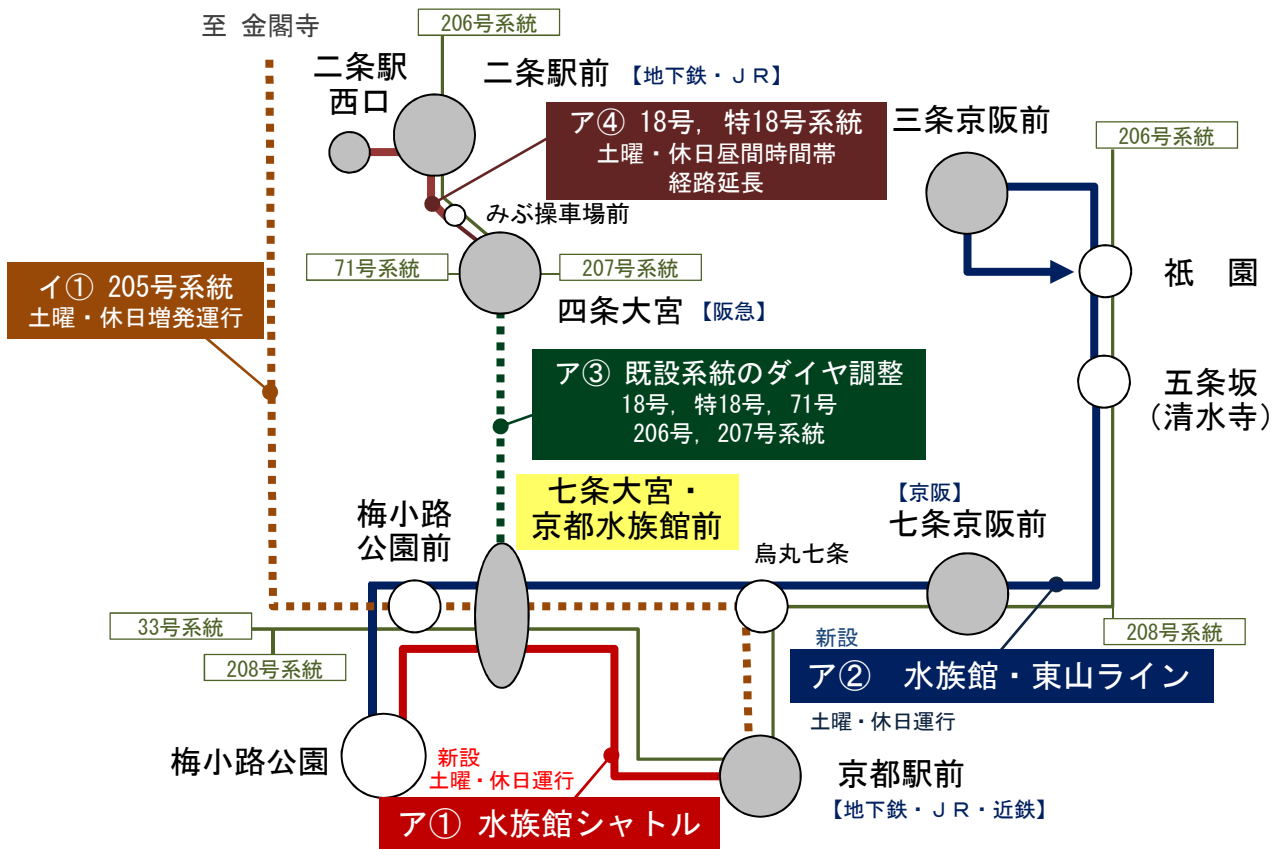 至 金閣寺
206号系統
二条駅
西口
二条駅前 【地下鉄・ＪＲ】
ア④ 18号, 特18号系統
土曜・休日昼間時間帯
経路延長
三条京阪前
206号系統
みぶ操車場前
71号系統
207号系統
祇 園
イ① 205号系統
土曜・休日増発運行
四条大宮 【阪急】
ア③ 既設系統のダイヤ調整
18号, 特18号, 71号
206号, 207号系統
五条坂
（清水寺）
七条大宮・
京都水族館前
梅小路
公園前
【京阪】
七条京阪前
烏丸七条
33号系統
208号系統
208号系統
新設
ア② 水族館・東山ライン
土曜・休日運行
梅小路公園
新設
土曜・休日運行
ア① 水族館シャトル
京都駅前
【地下鉄・ＪＲ・近鉄】